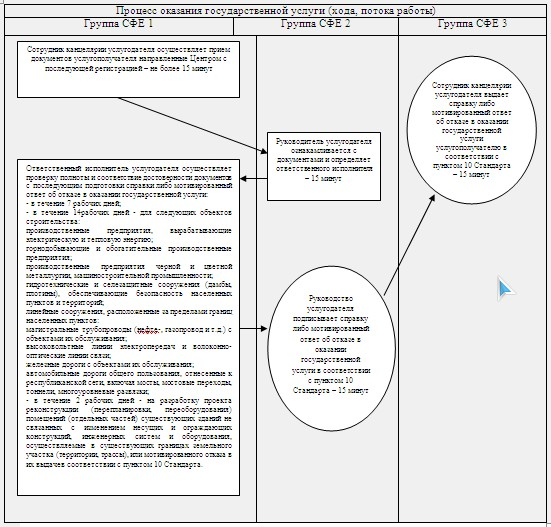 Процесс оказания государственной услуги (хода, потока работы)
Группа СФЕ 1
Группа СФЕ 2
Группа СФЕ 3
Сотрудник канцелярии услугодателя осуществляет прием
документов услугополучателя направленные Центром с
последующей регистрацией – не более 15 минут
Руководитель услугодателя
ознакамливается с
документами и определяет
ответственного исполнителя
– 15 минут
Ответственный исполнитель услугодателя осуществляет
проверку полноты и соответствие достоверности документов
с последующим подготовки справки либо мотивированный
ответ об отказе в оказании государственной услуги:
- в течение 7 рабочих дней;
- в течение 14рабочих дней - для следующих объектов
строительства:
производственные предприятия, вырабатывающие
электрическую и тепловую энергию;
горнодобывающие и обогатительные производственные
предприятия;
производственные предприятия черной и цветной
металлургии, машиностроительной промышленности;
гидротехнические и селезащитные сооружения (дамбы,
плотины), обеспечивающие безопасность населенных
пунктов и территорий;
линейные сооружения, расположенные за пределами границ
населенных пунктов:
магистральные трубопроводы (нефте-, газопровод и т.д.) с
объектами их обслуживания;
высоковольтные линии электропередач и волоконно-
оптические линии связи;
железные дороги с объектами их обслуживания;
автомобильные дороги общего пользования, отнесенные к
республиканской сети, включая мосты, мостовые переходы,
тоннели, многоуровневые развязки;
- в течение 2 рабочих дней - на разработку проекта
реконструкции (перепланировки, переоборудования)
помещений (отдельных частей) существующих зданий не
связанных с изменением несущих и ограждающих
конструкций, инженерных систем и оборудования,
осуществляемые в существующих границах земельного
участка (территории, трассы), или мотивированного отказа в
их выдачев соответствии с пунктом 10 Стандарта.
Руководство
услугодателя
подписывает справку
либо мотивированный
ответ об отказе в
оказании
государственной
услуги в соответствии
с пунктом 10
Стандарта – 15 минут
Сотрудник канцелярии
услугодателя выдает
справку либо
мотивированный ответ
об отказе в оказании
государственной
услуги
услугополучателю в
соответствии с
пунктом 10 Стандарта
– 15 минут